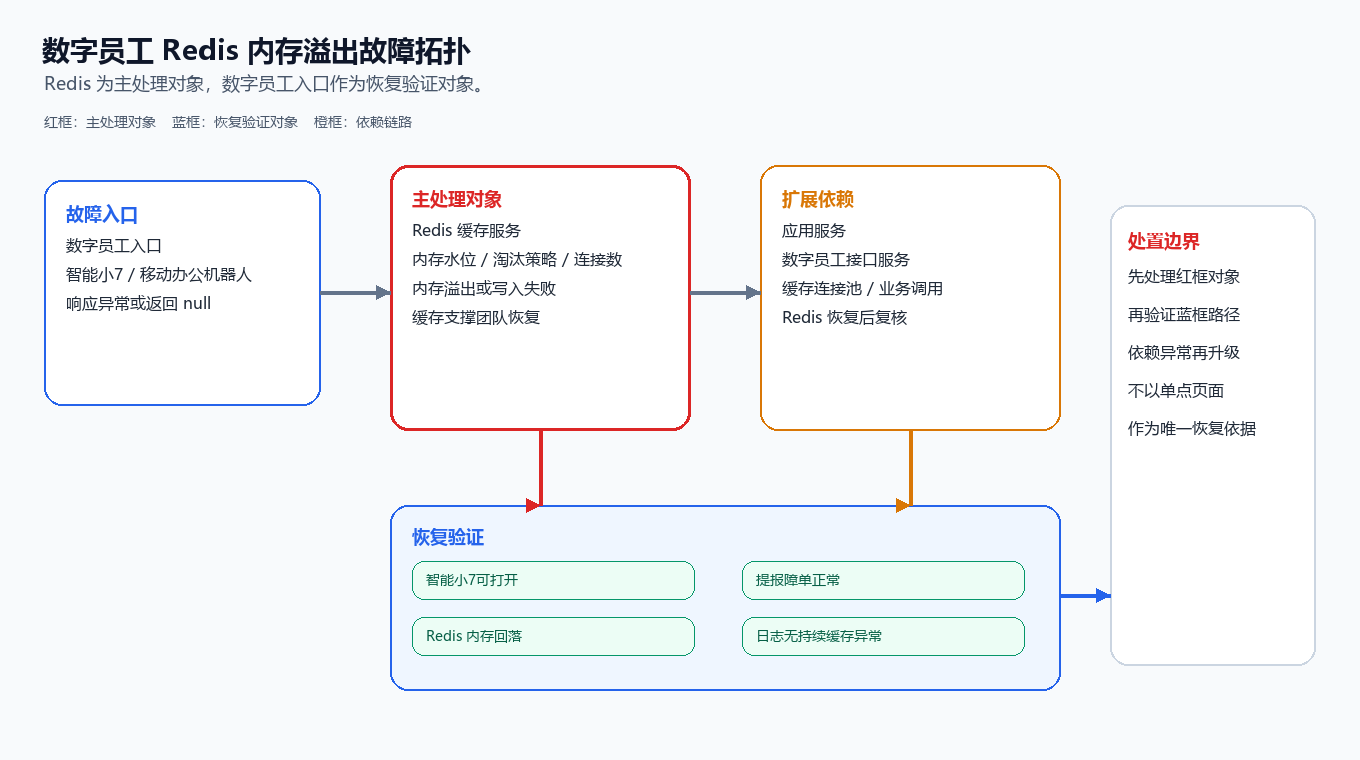 数字员工 Redis 内存溢出故障拓扑
Redis 为主处理对象，数字员工入口作为恢复验证对象。
红框：主处理对象 蓝框：恢复验证对象 橙框：依赖链路
故障入口
数字员工入口
智能小7 / 移动办公机器人
响应异常或返回 null
主处理对象
Redis 缓存服务
内存水位 / 淘汰策略 / 连接数
内存溢出或写入失败
缓存支撑团队恢复
扩展依赖
应用服务
数字员工接口服务
缓存连接池 / 业务调用
Redis 恢复后复核
处置边界
先处理红框对象
再验证蓝框路径
依赖异常再升级
不以单点页面
作为唯一恢复依据
恢复验证
智能小7可打开
提报障单正常
Redis 内存回落
日志无持续缓存异常